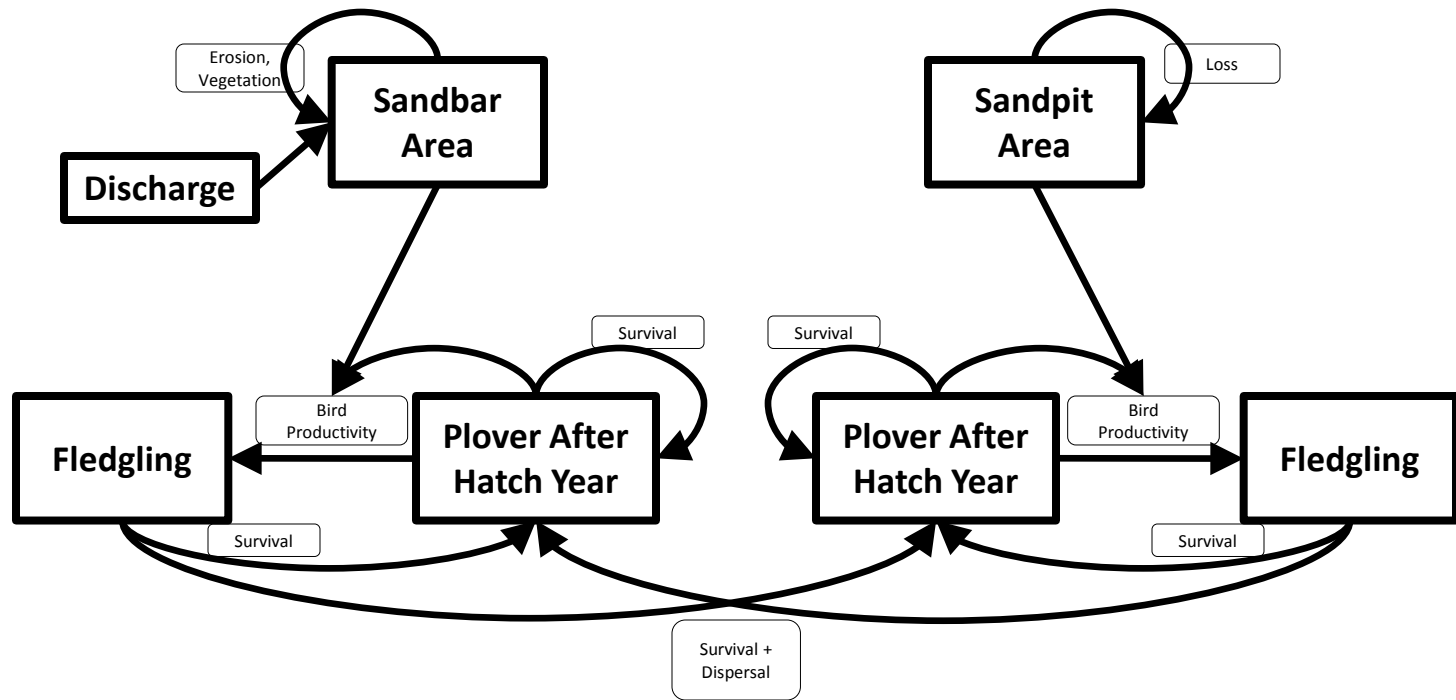 Erosion,
Vegetation
Sandbar
Area
Sandpit
Area
Loss
Discharge
Survival
Survival
Bird
Productivity
Bird
Productivity
Fledgling
Plover After
Hatch Year
Plover After
Hatch Year
Fledgling
Survival
Survival
Survival +
Dispersal